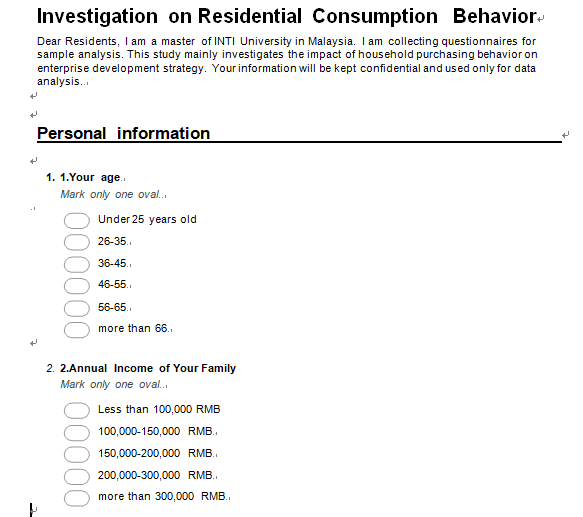 Investigation on Residential Consumption Behavior
Dear Residents, I am a master of INTI University in Malaysia. I am collecting questionnaires for
sample analysis. This study mainly investigates the impact of household purchasing behavior on
enterprise development strategy. Your information will be kept confidential and used only for data
analysis.
Personal information
1. 1.Your age
Mark only one oval.
Under 25 years old
26-35
36-45
46-55
56-65
more than 66
2. 2.Annual Income of Your Family
Mark only one oval.
Less than 100,000 RMB
100,000-150,000 RMB
150,000-200,000 RMB
200,000-300,000 RMB
more than 300,000 RMB